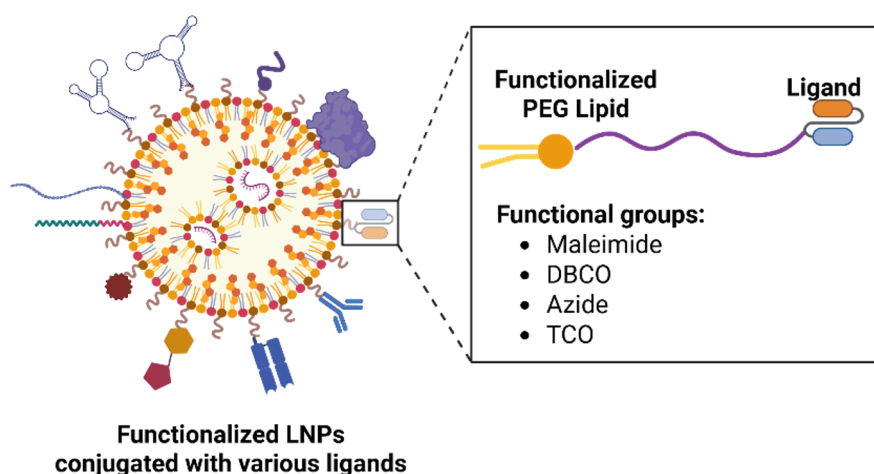 Functionalized
PEG Lipid
Ligand
Functional groups:
• Maleimide
• DBCO
• Azide
• TCO
Functionalized LNPs
conjugated with various ligands